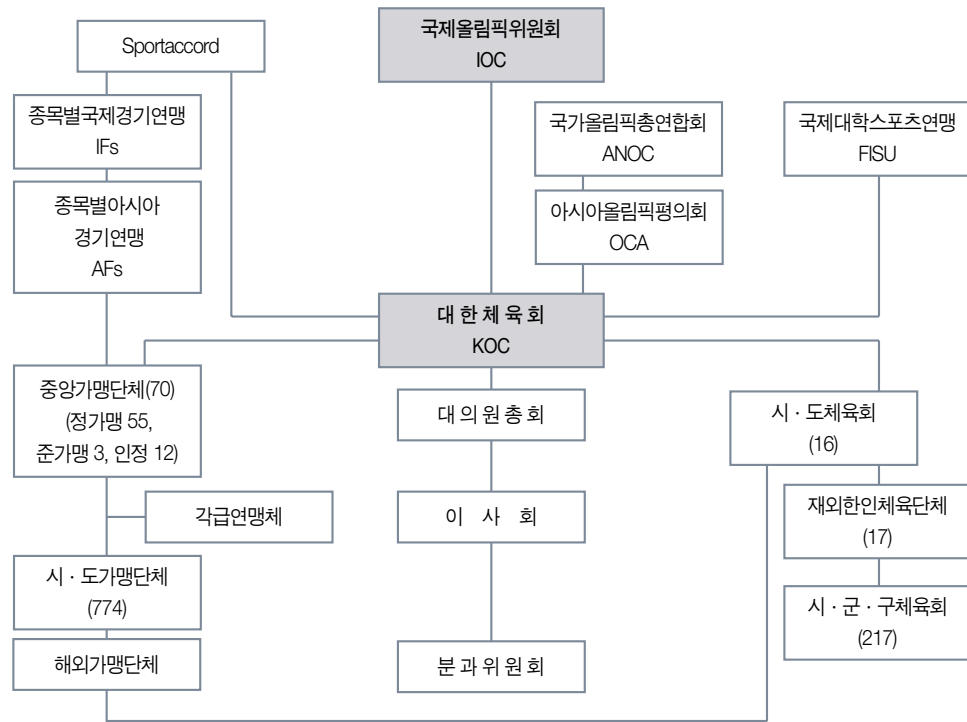 Sportaccord
국제올림픽위원회
IOC
종목별국제경기연맹
IFs
국가올림픽총연합회
ANOC
국제대학스포츠연맹
FISU
종목별아시아
경기연맹
AFs
아시아올림픽평의회
OCA
대한체육회
KOC
중앙가맹단체(70)
(정가맹 55,
준가맹 3, 인정 12)
대의원총회
시·도체육회
(16)
각급연맹체
이 사 회
재외한인체육단체
(17)
시·도가맹단체
(774)
시·군·구체육회
(217)
해외가맹단체
분과위원회